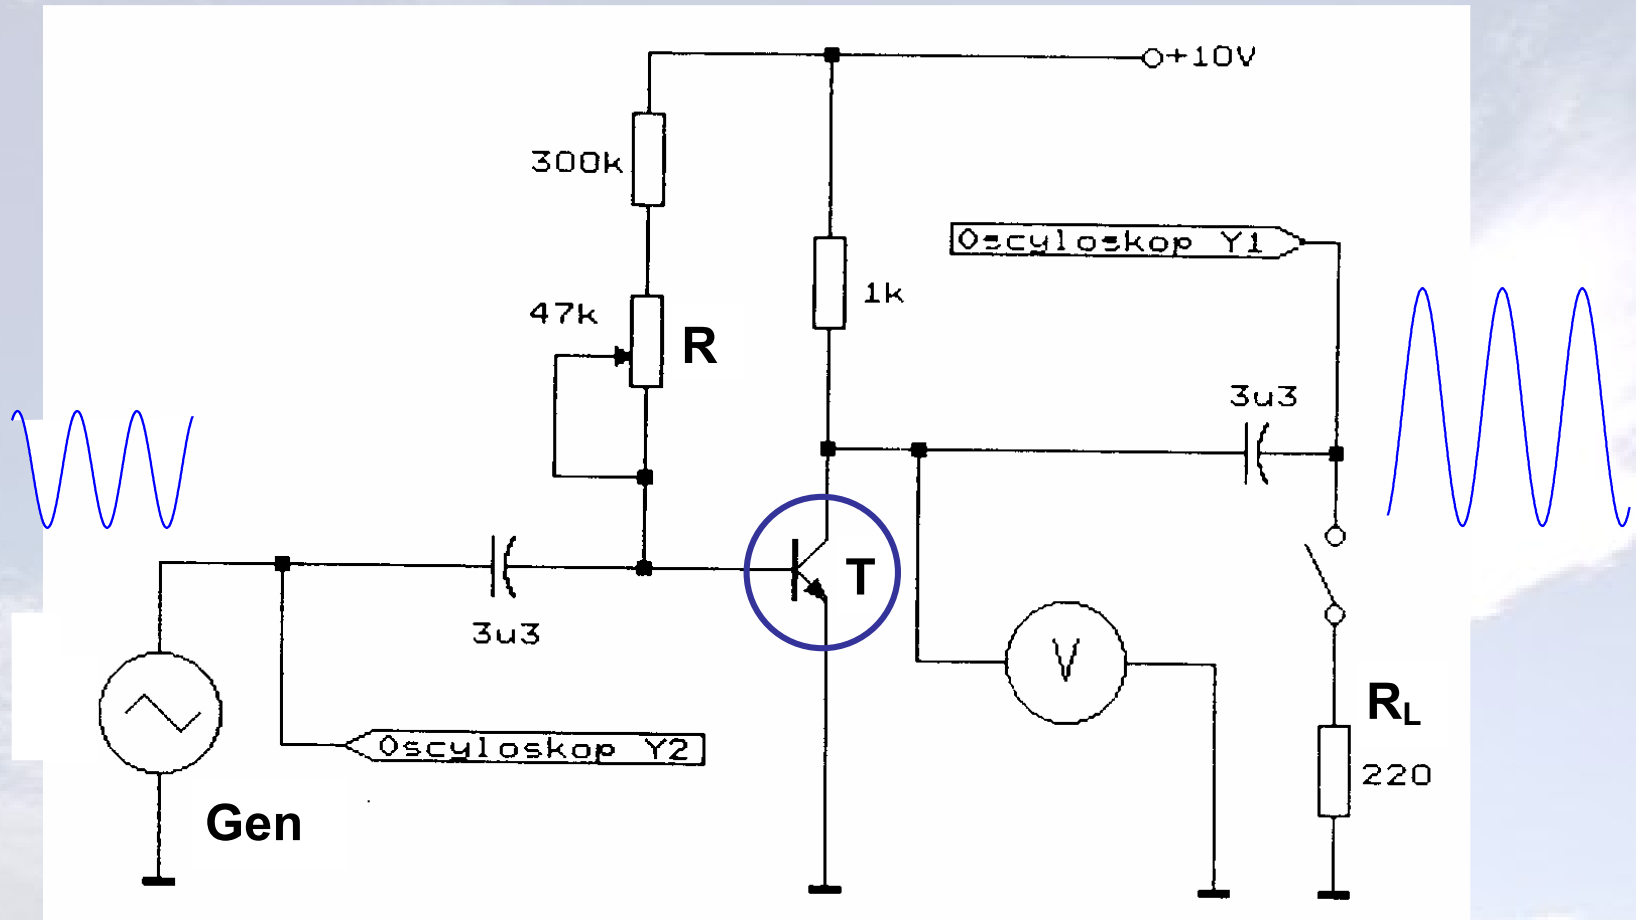 +10V
300k
Oscyloskop Y1
1k
47k
R
3u3
T
3u3
V
RL
Oscyloskop Y2
220
Gen